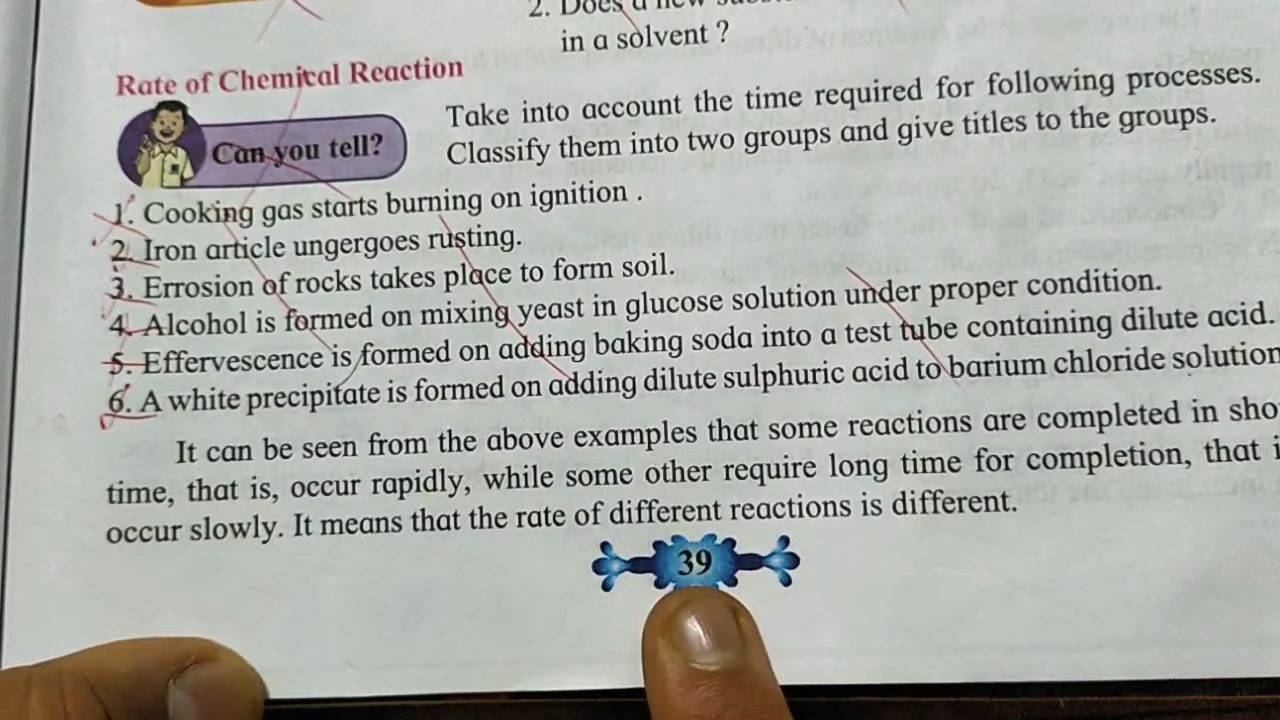 2. Does a new
in a solvent ?
Rate of Chemical Reaction
Can you tell?
Take into account the time required for following processes.
Classify them into two groups and give titles to the groups.
1. Cooking gas starts burning on ignition .
2. Iron article ungergoes rusting.
3. Errosion of rocks takes place to form soil.
4. Alcohol is formed on mixing yeast in glucose solution under proper condition.
5. Effervescence is formed on adding baking soda into a test tube containing dilute acid.
6. A white precipitate is formed on adding dilute sulphuric acid to barium chloride solution
It can be seen from the above examples that some reactions are completed in sho
time, that is, occur rapidly, while some other require long time for completion, that i
occur slowly. It means that the rate of different reactions is different.
39